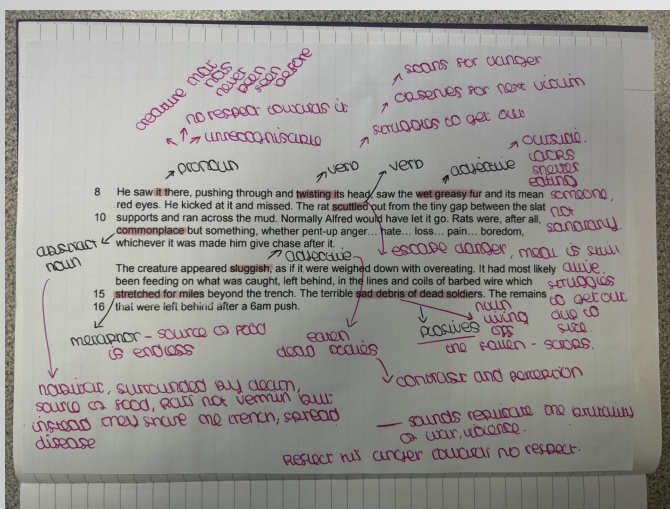 creature that
has
never
been
seen
before
no respect towards it
unrecognisable
scans for danger
observes for next victim
struggles to get out
pronoun
verb
verb
adjective
outside.
lacks
shelter
eating
someone,
not
sanatary.
8 He saw it there, pushing through and twisting its head, saw the wet greasy fur and its mean
red eyes. He kicked at it and missed. The rat scuttled out from the tiny gap between the slat
10 supports and ran across the mud. Normally Alfred would have let it go. Rats were, after all,
commonplace but something, whether pent-up anger… hate… loss… pain… boredom,
whichever it was made him give chase after it.
abstract
noun
adjective
escape danger, meal is still
alive,
struggles
to get out
due to
size.
The creature appeared sluggish, as if it were weighed down with overeating. It had most likely
been feeding on what was caught, left behind, in the lines and coils of barbed wire which
15 stretched for miles beyond the trench. The terrible sad debris of dead soldiers. The remains
16 that were left behind after a 6am push.
metaphor - source of food
is endless
eaten
dead bodies
noun
living
off
the fallen - scraps.
plosives
contrast and perception
habitat, surrounded by death,
source of food, rats not vermin but
instead they share the trench, spread
disease
sounds replicate the brutality
of war, violence.
Reflect his anger towards no respect.